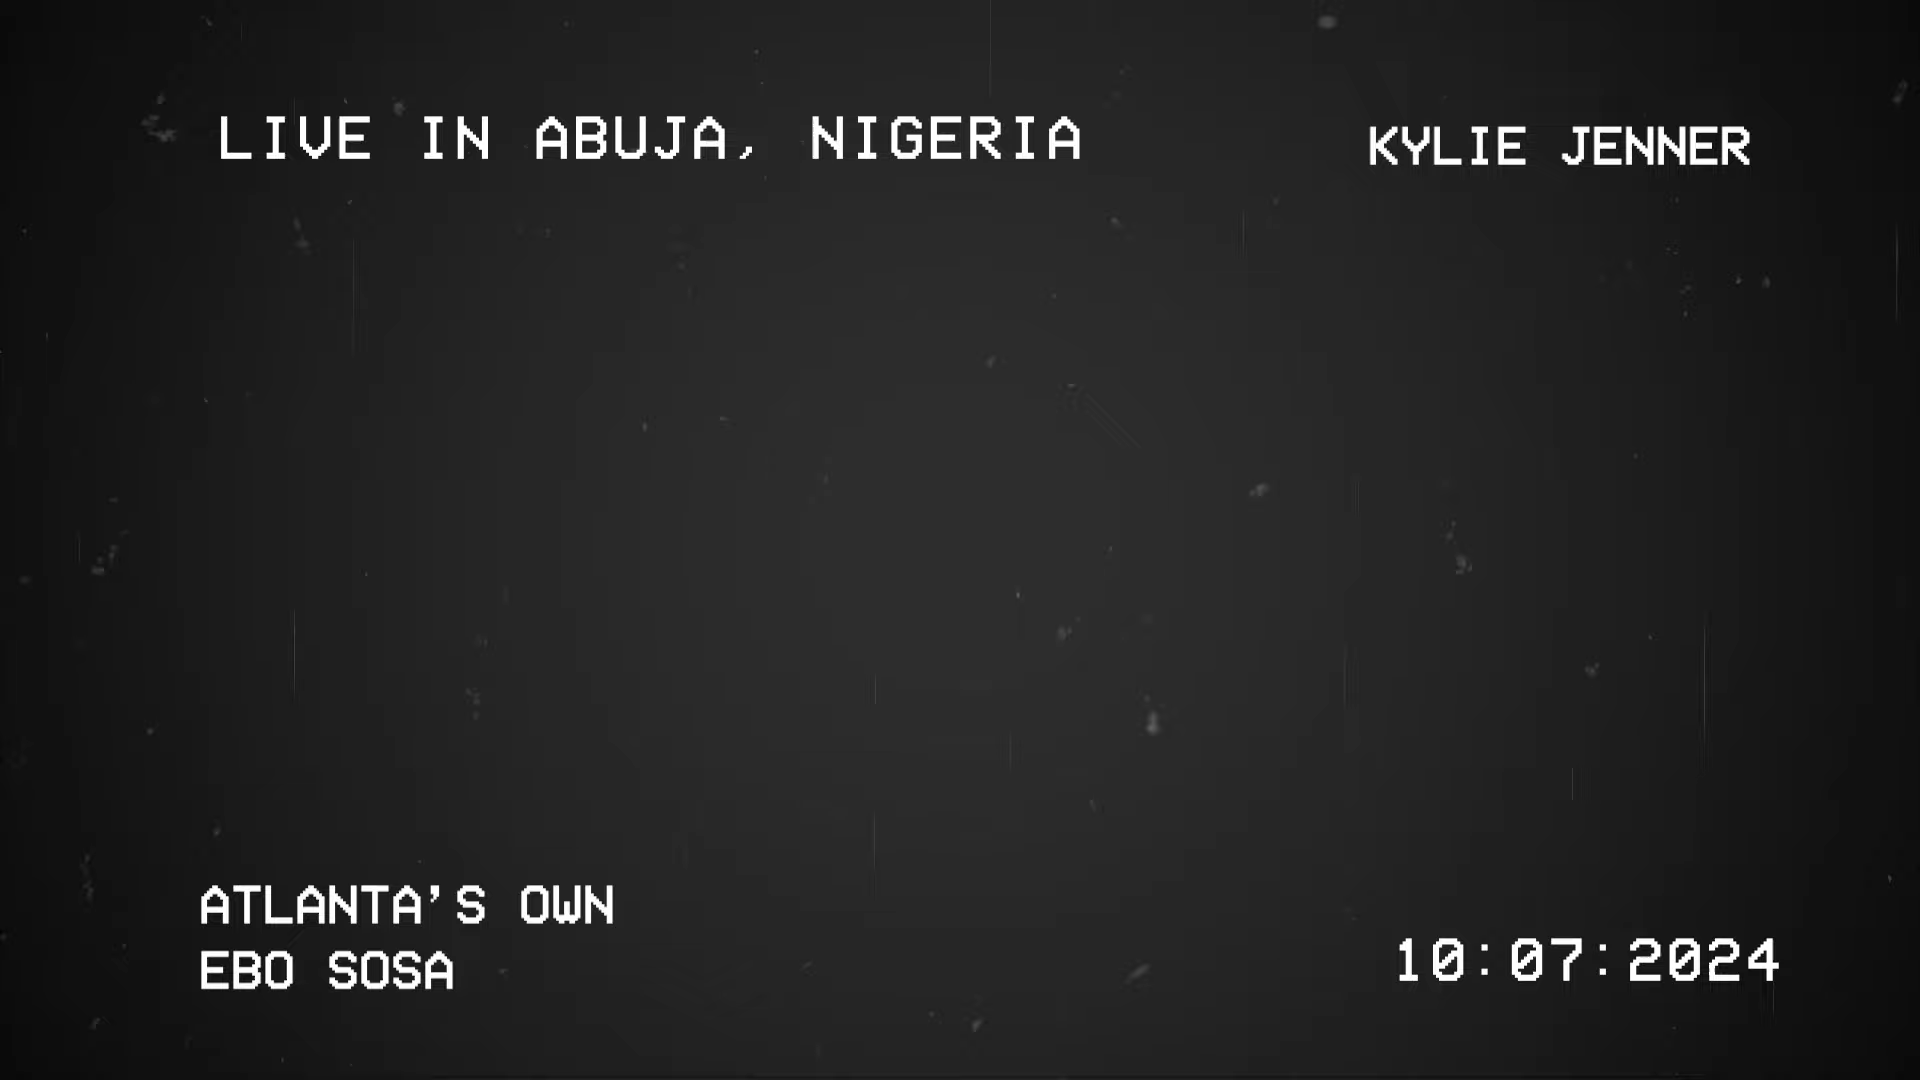 LIVE IN ABUJA, NIGERIA
KYLIE JENNER
ATLANTA'S OWN
EBO SOSA
10:07:2024